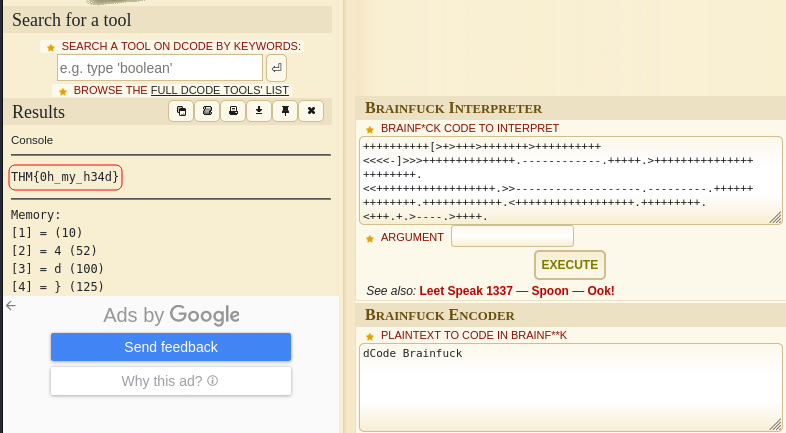 Search for a tool
SEARCH A TOOL ON DCODE BY KEYWORDS:
e.g. type 'boolean'
BROWSE THE FULL DCODE TOOLS' LIST
Results
Console
THM{0h_my_h34d}
Memory:
[1] = (10)
[2] = 4 (52)
[3] = d (100)
[4] = } (125)
Ads by Google
Send feedback
Why this ad?
BRAINFUCK INTERPRETER
BRAINF*CK CODE TO INTERPRET
++++++++++[>+>+++>+++++++>++++++++++
<<<<-]>>>++++++++++++++.------------.+++++.>+++++++++++++++
++++++++.
<<++++++++++++++++++.>>-------------------.---------.++++++
++++++++.++++++++++++.<++++++++++++++++++.+++++++++.
<+++.+.>----.>++++.
ARGUMENT
EXECUTE
See also: Leet Speak 1337 — Spoon — Ook!
BRAINFUCK ENCODER
PLAINTEXT TO CODE IN BRAINF**K
dCode Brainfuck